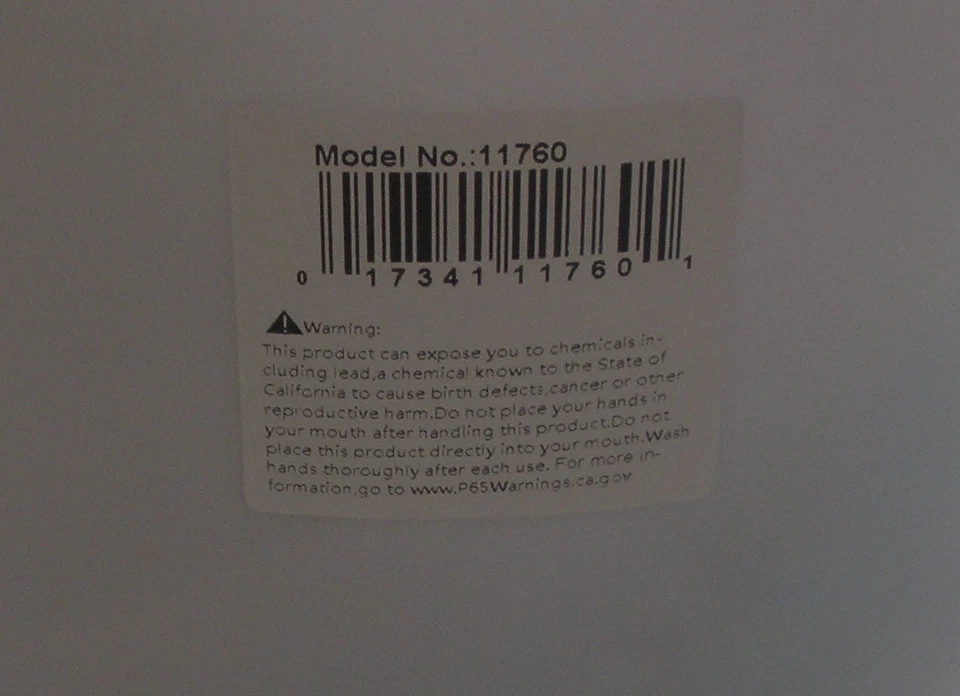 Model No.:11760
0 17341 11760 1
Warning:
This product can expose you to chemicals in-
cluding lead,a chemical known to the State of
California to cause birth defects,cancer or other
reproductive harm.Do not place your hands in
your mouth after handling this product.Do not
place this product directly into your mouth.Wash
hands thoroughly after each use. For more in-
formation,go to www.P65Warnings.ca.gov